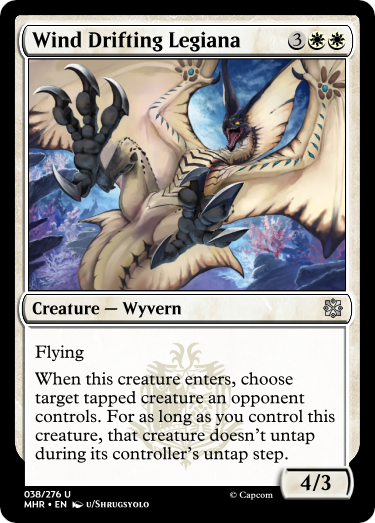 Wind Drifting Legiana 3
Creature — Wyvern
Flying
When this creature enters, choose
target tapped creature an opponent
controls. For as long as you control this
creature, that creature doesn't untap
during its controller's untap step.
4/3
038/276 U
MHR • EN u/Shrugsyolo © Capcom